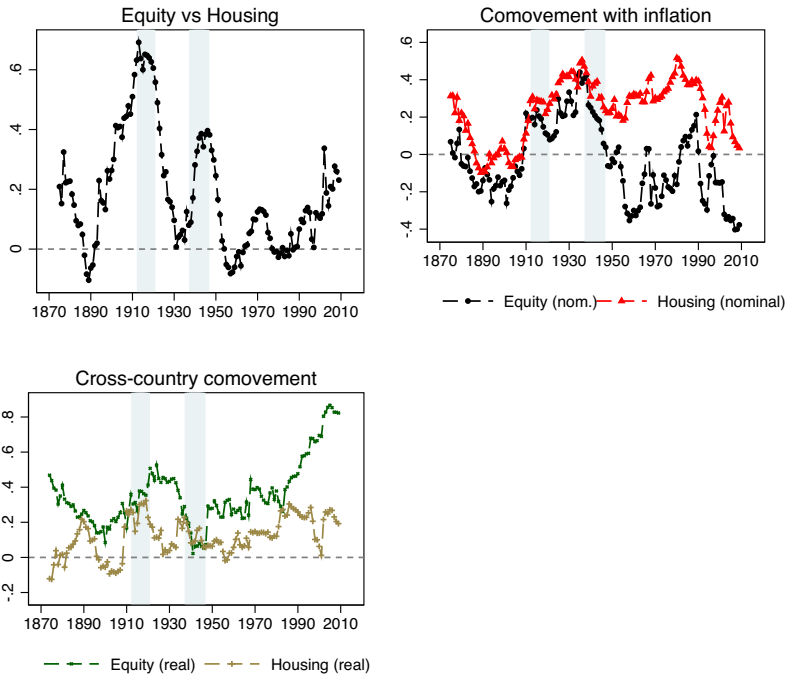 Equity vs Housing
.6
.4
.2
0
1870 1890 1910 1930 1950 1970 1990 2010
Comovement with inflation
.6
.4
.2
0
-.2
-.4
1870 1890 1910 1930 1950 1970 1990 2010
Equity (nom.) Housing (nominal)
Cross-country comovement
.8
.6
.4
.2
0
-.2
1870 1890 1910 1930 1950 1970 1990 2010
Equity (real) Housing (real)